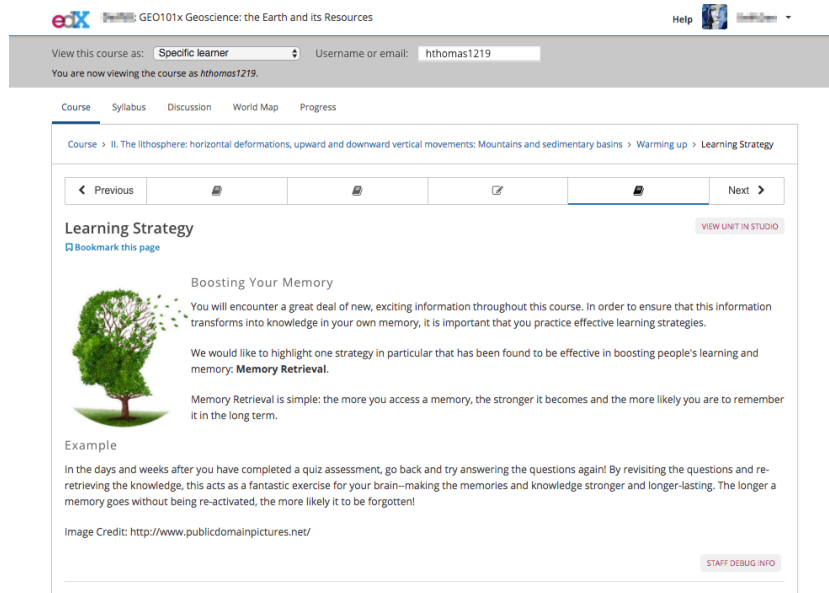 edX : GEO101x Geoscience: the Earth and its Resources Help
View this course as: Specific learner Username or email: hthomas1219
You are now viewing the course as hthomas1219.
Course Syllabus Discussion World Map Progress
Course > II. The lithosphere: horizontal deformations, upward and downward vertical movements: Mountains and sedimentary basins > Warming up > Learning Strategy
Previous Next
Learning Strategy VIEW UNIT IN STUDIO
Bookmark this page
Boosting Your Memory
You will encounter a great deal of new, exciting information throughout this course. In order to ensure that this information
transforms into knowledge in your own memory, it is important that you practice effective learning strategies.
We would like to highlight one strategy in particular that has been found to be effective in boosting people's learning and
memory: Memory Retrieval.
Memory Retrieval is simple: the more you access a memory, the stronger it becomes and the more likely you are to remember
it in the long term.
Example
In the days and weeks after you have completed a quiz assessment, go back and try answering the questions again! By revisiting the questions and re-
retrieving the knowledge, this acts as a fantastic exercise for your brain--making the memories and knowledge stronger and longer-lasting. The longer a
memory goes without being re-activated, the more likely it to be forgotten!
Image Credit: http://www.publicdomainpictures.net/
STAFF DEBUG INFO